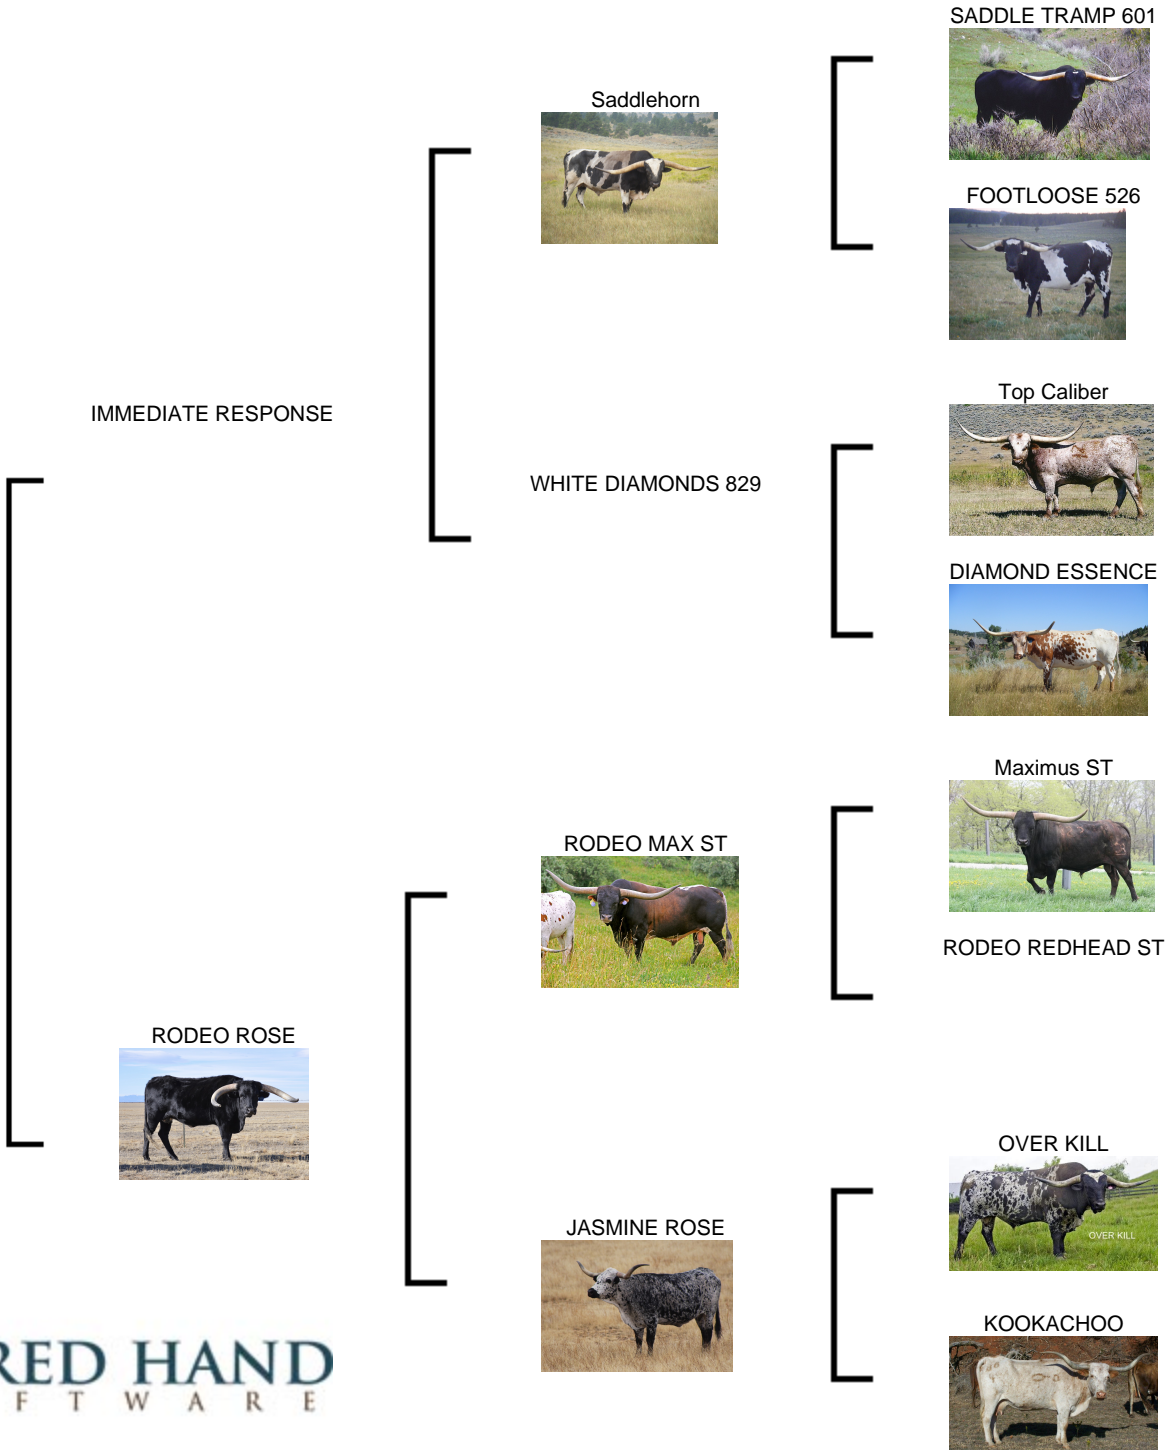 SADDLE TRAMP 601
Saddlehorn
FOOTLOOSE 526
IMMEDIATE RESPONSE
Top Caliber
WHITE DIAMONDS 829
DIAMOND ESSENCE
Maximus ST
RODEO MAX ST
RODEO REDHEAD ST
RODEO ROSE
OVER KILL
OVER KILL
JASMINE ROSE
KOOKACHOO
RED HAND
F T W A R E